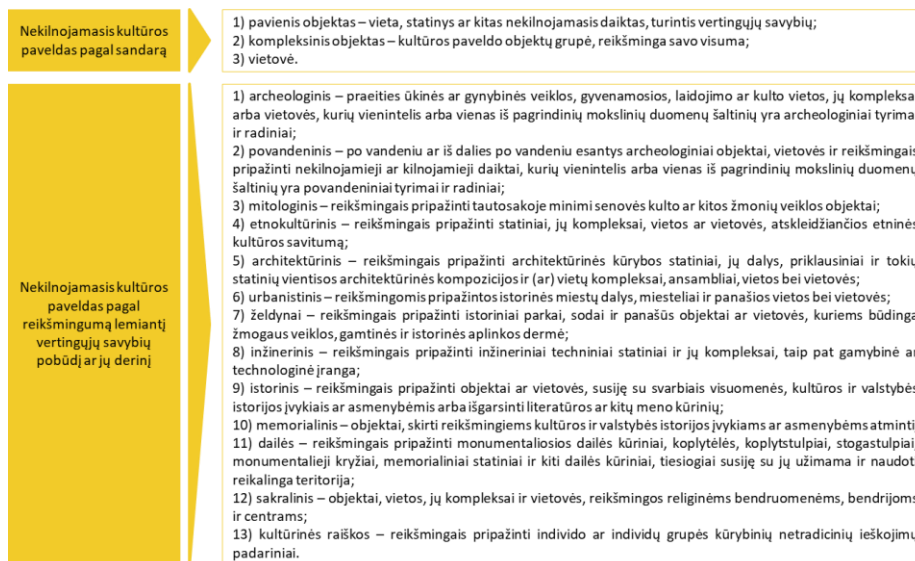 Nekilnojamasis kultūros
paveldas pagal sandarą
1) pavienis objektas – vieta, statinys ar kitas nekilnojamasis daiktas, turintis vertingųjų savybių;
2) kompleksinis objektas – kultūros paveldo objektų grupė, reikšminga savo visuma;
3) vietovė.
Nekilnojamasis kultūros
paveldas pagal
reikšmingumą lemiantį
vertingųjų savybių
pobūdį ar jų derinį
1) archeologinis – praeities ūkinės ar gynybinės veiklos, gyvenamosios, laidojimo ar kulto vietos, jų kompleksa
arba vietovės, kurių vienintelis arba vienas iš pagrindinių mokslinių duomenų šaltinių yra archeologiniai tyrima
ir radiniai;
2) povandeninis – po vandeniu ar iš dalies po vandeniu esantys archeologiniai objektai, vietovės ir reikšmingais
pripažinti nekilnojamieji ar kilnojamieji daiktai, kurių vienintelis arba vienas iš pagrindinių mokslinių duomenų
šaltinių yra povandeniniai tyrimai ir radiniai;
3) mitologinis – reikšmingais pripažinti tautosakoje minimi senovės kulto ar kitos žmonių veiklos objektai;
4) etnokultūrinis – reikšmingais pripažinti statiniai, jų kompleksai, vietos ar vietovės, atskleidžiančios etninės
kultūros savitumą;
5) architektūrinis – reikšmingais pripažinti architektūrinės kūrybos statiniai, jų dalys, priklausiniai ir tokių
statinių vientisos architektūrinės kompozicijos ir (ar) vietų kompleksai, ansambliai, vietos bei vietovės;
6) urbanistinis – reikšmingomis pripažintos istorinės miestų dalys, miesteliai ir panašios vietos bei vietovės;
7) želdynai – reikšmingais pripažinti istoriniai parkai, sodai ir panašūs objektai ar vietovės, kuriems būdinga
žmogaus veiklos, gamtinės ir istorinės aplinkos dermė;
8) inžinerinis – reikšmingais pripažinti inžineriniai techniniai statiniai ir jų kompleksai, taip pat gamybinė ar
technologinė įranga;
9) istorinis – reikšmingais pripažinti objektai ar vietovės, susiję su svarbiais visuomenės, kultūros ir valstybės
istorijos įvykiais ar asmenybėmis arba išgarsinti literatūros ar kitų meno kūrinių;
10) memorialinis – objektai, skirti reikšmingiems kultūros ir valstybės istorijos įvykiams ar asmenybėms atminti
11) dailės – reikšmingais pripažinti monumentaliosios dailės kūriniai, koplytėlės, koplytstulpiai, stogastulpiai,
monumentalieji kryžiai, memorialiniai statiniai ir kiti dailės kūriniai, tiesiogiai susiję su jų užimama ir naudoti
reikalinga teritorija;
12) sakralinis – objektai, vietos, jų kompleksai ir vietovės, reikšmingos religinėms bendruomenėms, bendrijoms
ir centrams;
13) kultūrinės raiškos – reikšmingais pripažinti individo ar individų grupės kūrybinių netradicinių ieškojimų
padariniai.